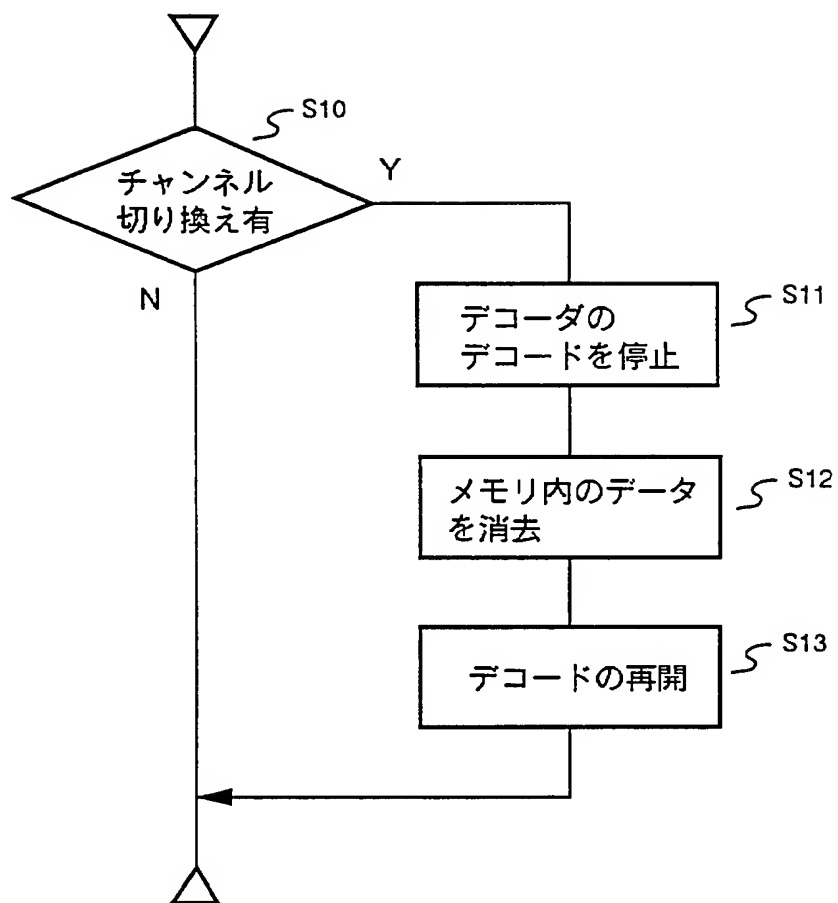 S10
チャンネル
切り換え有
Y
N
S11
デコーダの
デコードを停止
S12
メモリ内のデータ
を消去
S13
デコードの再開